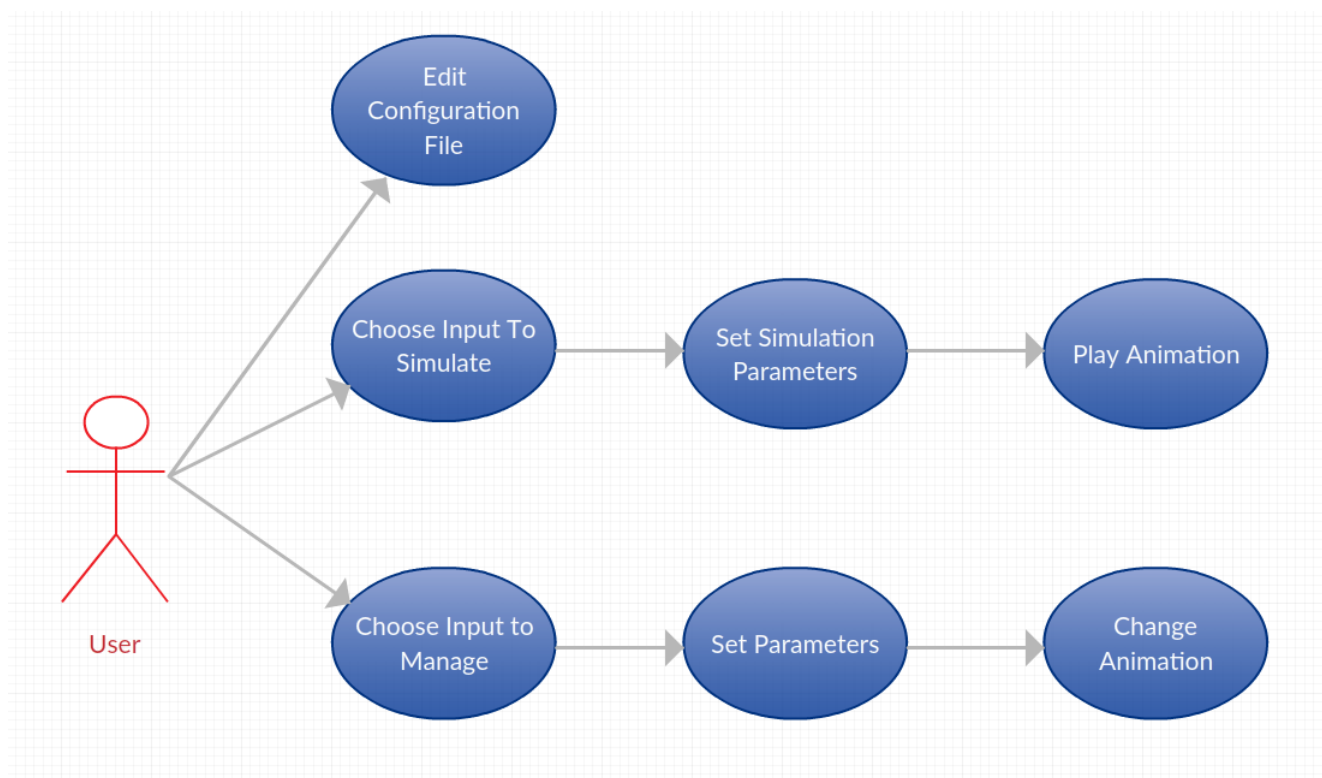 Edit
Configuration
File
Choose Input To
Simulate
Set Simulation
Parameters
Play Animation
User
Choose Input to
Manage
Set Parameters
Change
Animation